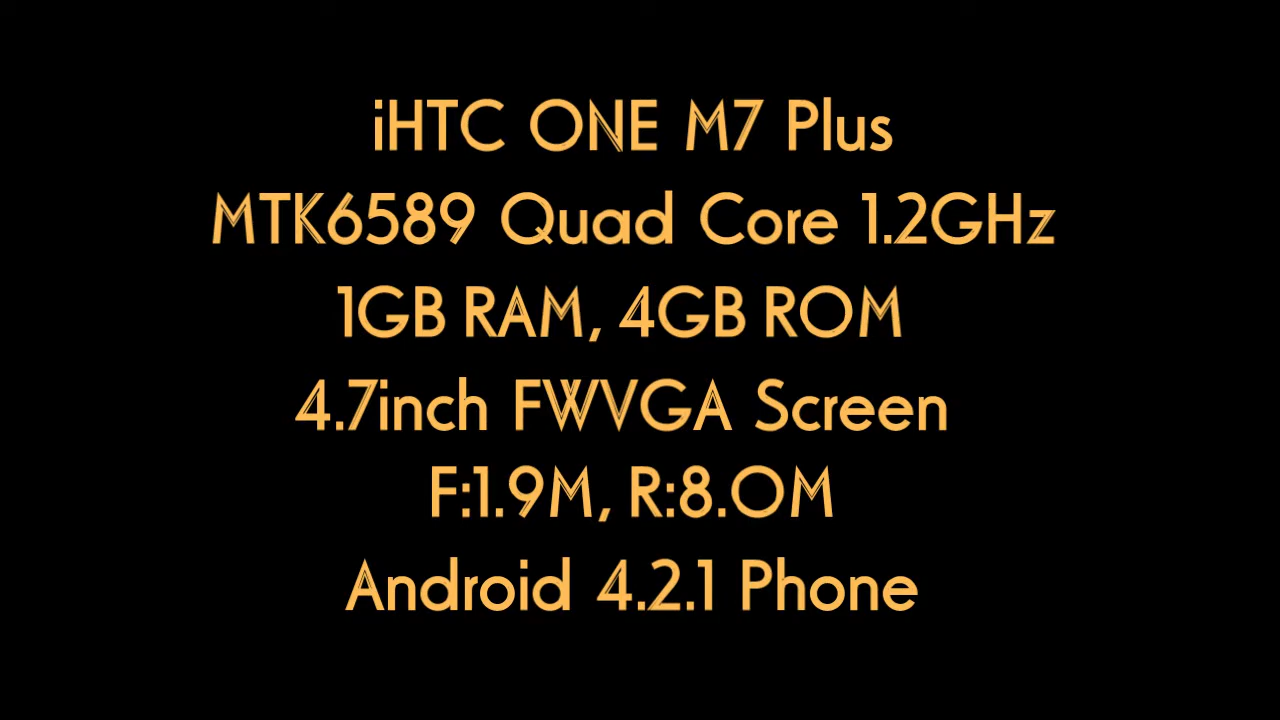 iHTC ONE M7 Plus
MTK6589 Quad Core 1.2GHz
1GB RAM, 4GB ROM
4.7inch FWVGA Screen
F:1.9M, R:8.0M
Android 4.2.1 Phone